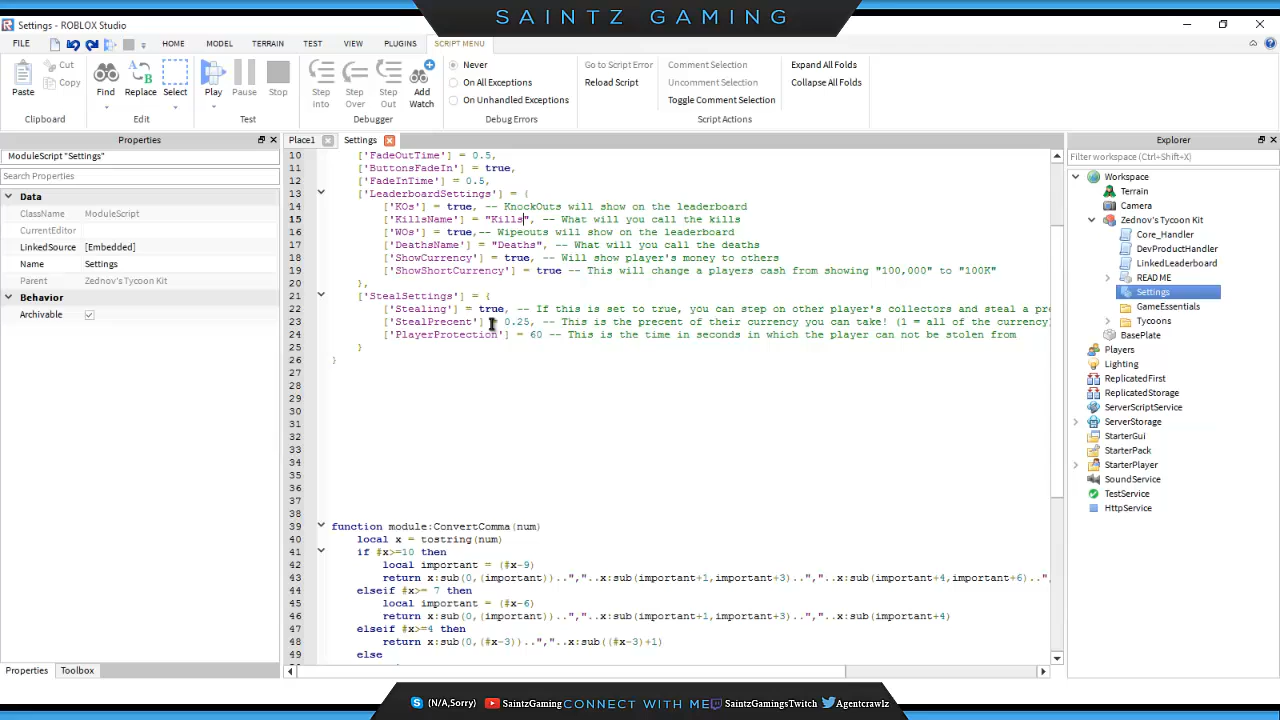 SAINTZ GAMING
Settings - ROBLOX Studio
FILE HOME MODEL TERRAIN TEST VIEW PLUGINS SCRIPT MENU
Paste Cut Copy
Clipboard
Find Replace Select
Edit
Play Pause Stop
Test
Step Into Step Over Step Out Add Watch
Debugger
Never
On All Exceptions
On Unhandled Exceptions
Debug Errors
Go to Script Error
Reload Script
Comment Selection
Uncomment Selection
Toggle Comment Selection
Expand All Folds
Collapse All Folds
Script Actions
Properties
ModuleScript "Settings"
Search Properties
Data
ClassName ModuleScript
CurrentEditor
LinkedSource [Embedded]
Name Settings
Parent Zednov's Tycoon Kit
Behavior
Archivable
Properties Toolbox
Place1 Settings
10 ['FadeOutTime'] = 0.5,
11 ['ButtonsFadeIn'] = true,
12 ['FadeInTime'] = 0.5,
13 ['LeaderboardSettings'] = {
14 ['KOs'] = true, -- KnockOuts will show on the leaderboard
15 ['KillsName'] = "Kills", -- What will you call the kills
16 ['WOs'] = true,-- Wipeouts will show on the leaderboard
17 ['DeathsName'] = "Deaths", -- What will you call the deaths
18 ['ShowCurrency'] = true, -- Will show player's money to others
19 ['ShowShortCurrency'] = true -- This will change a players cash from showing "100,000" to "100K"
20 },
21 ['StealSettings'] = {
22 ['Stealing'] = true, -- If this is set to true, you can step on other player's collectors and steal a pre
23 ['StealPrecent'] = 0.25, -- This is the precent of their currency you can take! (1 = all of the currency)
24 ['PlayerProtection'] = 60 -- This is the time in seconds in which the player can not be stolen from
25 }
26 }
27
28
29
30
31
32
33
34
35
36
37
38
39 function module:ConvertComma(num)
40 local x = tostring(num)
41 if #x>=10 then
42 local important = (#x-9)
43 return x:sub(0,(important))..","..x:sub(important+1,important+3)..","..x:sub(important+4,important+6)..",
44 elseif #x>= 7 then
45 local important = (#x-6)
46 return x:sub(0,(important))..","..x:sub(important+1,important+3)..","..x:sub(important+4)
47 elseif #x>=4 then
48 return x:sub(0,(#x-3))..","..x:sub((#x-3)+1)
else
Explorer
Filter workspace (Ctrl+Shift+X)
Workspace
Terrain
Camera
Zednov's Tycoon Kit
Core_Handler
DevProductHandler
LinkedLeaderboard
README
Settings
GameEssentials
Tycoons
BasePlate
Players
Lighting
ReplicatedFirst
ReplicatedStorage
ServerScriptService
ServerStorage
StarterGui
StarterPack
StarterPlayer
SoundService
TestService
HttpService
(N/A,Sorry) SaintzGaming CONNECT WITH ME SaintzGamingsTwitch Agentcrawlz